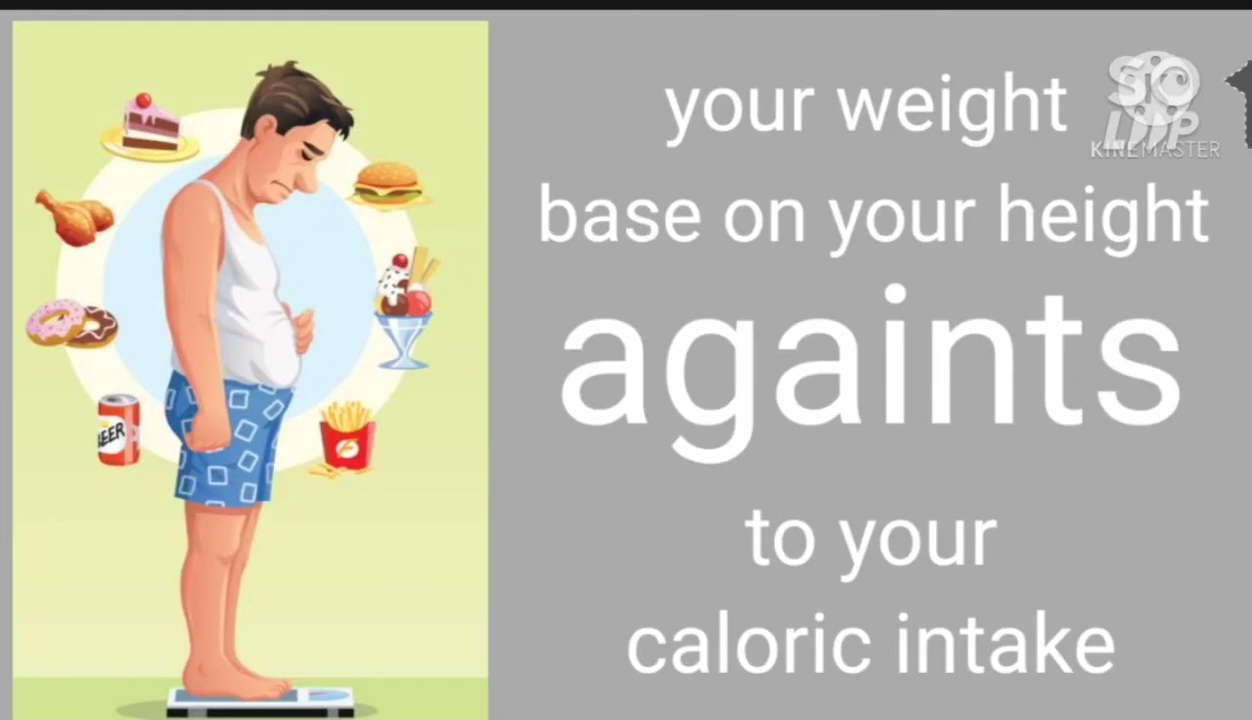 your weight
base on your height
againts
to your
caloric intake
BEER
KINEMASTER